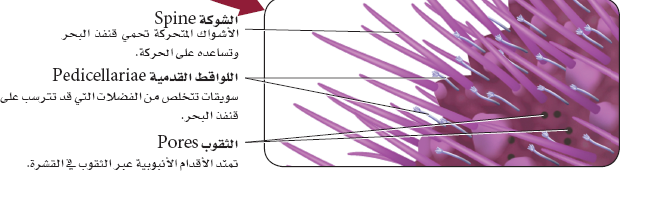 الشوكة Spine
الأشواك المتحركة تحمي قنفذ البحر
وتساعده على الحركة.
اللواقط القدمية Pedicellariae
سويقات تتخلص من الفضلات التي قد تترسب على
قنفذ البحر.
الثقوب Pores
تمتد الأقدام الأنبوبية عبر الثقوب في القشرة.